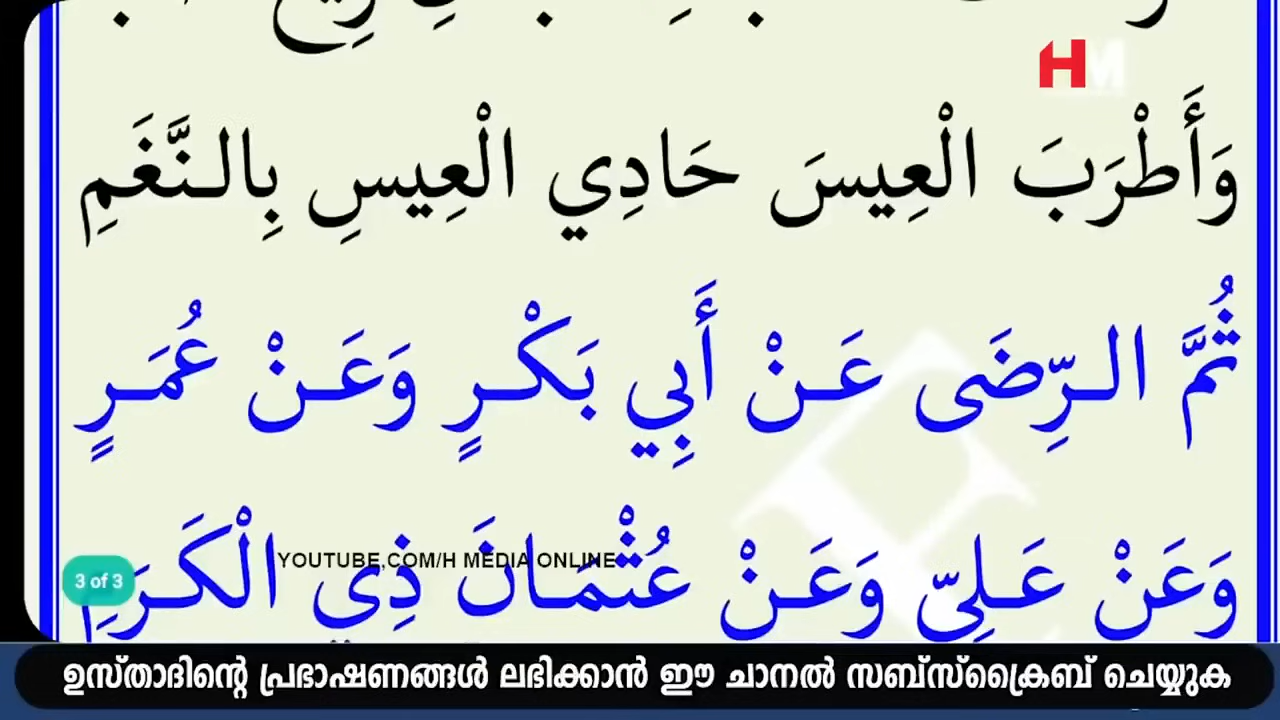 HM
وَأَطْرَبَ الْعِيسَ حَادِي الْعِيسِ بِالنَّغَمِ
ثُمَّ الرِّضَى عَنْ أَبِي بَكْرٍ وَعَنْ عُمَرٍ
وَعَنْ عَلِيٍّ وَعَنْ عُثْمَانَ ذِى الْكَرَمِ
YOUTUBE,COM/H MEDIA ONLINE
3 of 3
ഉസ്താദിന്റെ പ്രഭാഷണങ്ങൾ ലഭിക്കാൻ ഈ ചാനൽ സബ്സ്ക്രൈബ് ചെയ്യുക